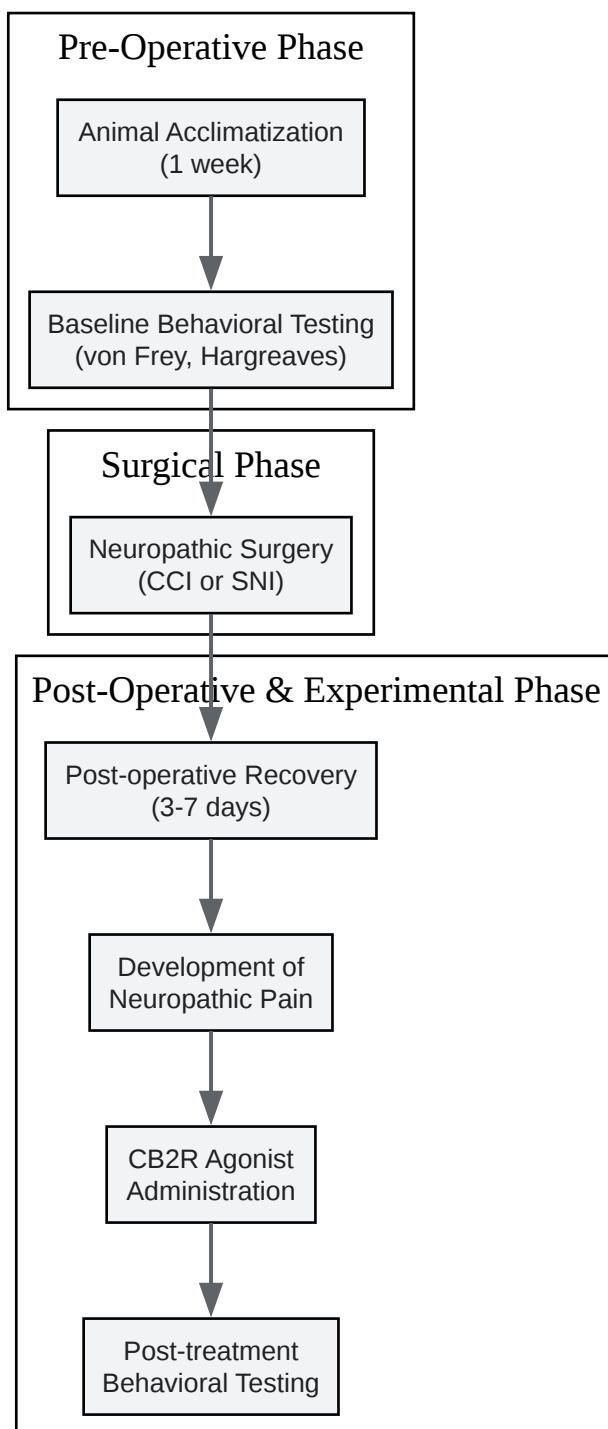 Pre-Operative Phase
Animal Acclimatization
(1 week)
Baseline Behavioral Testing
(von Frey, Hargreaves)
Surgical Phase
Neuropathic Surgery
(CCI or SNI)
Post-Operative & Experimental Phase
Post-operative Recovery
(3-7 days)
Development of
Neuropathic Pain
CB2R Agonist
Administration
Post-treatment
Behavioral Testing